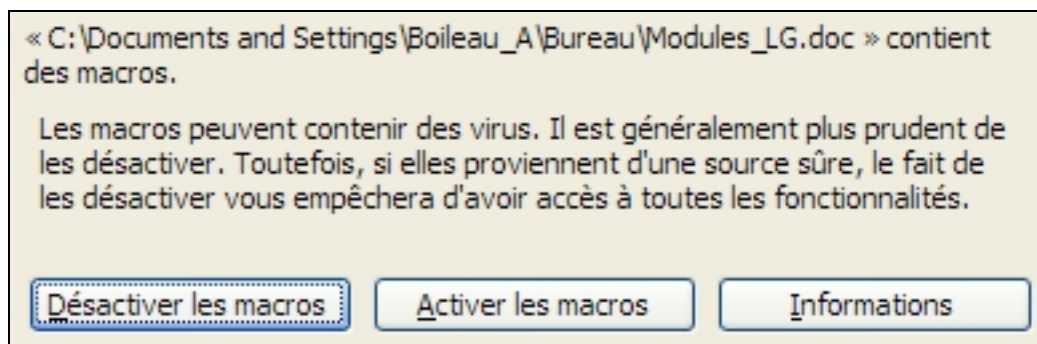 « C:\Documents and Settings\Boileau_A\Bureau\Modules_LG.doc » contient
des macros.
Les macros peuvent contenir des virus. Il est généralement plus prudent de
les désactiver. Toutefois, si elles proviennent d'une source sûre, le fait de
les désactiver vous empêchera d'avoir accès à toutes les fonctionnalités.
Désactiver les macros
Activer les macros
Informations